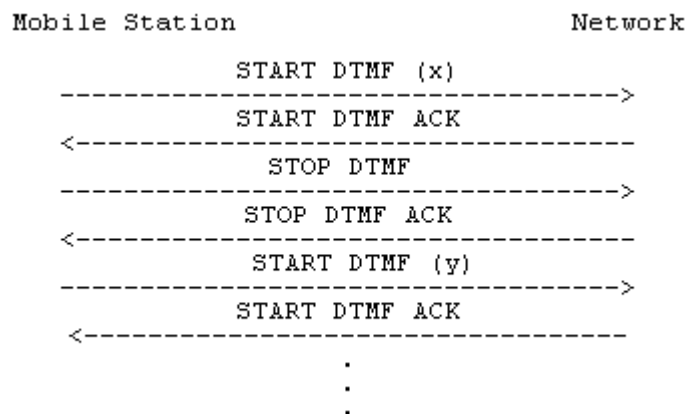 Mobile Station Network
START DTMF (x)
----------------------------------->
START DTMF ACK
<-----------------------------------
STOP DTMF
----------------------------------->
STOP DTMF ACK
<-----------------------------------
START DTMF (y)
----------------------------------->
START DTMF ACK
<----------------------------------
.
.
.